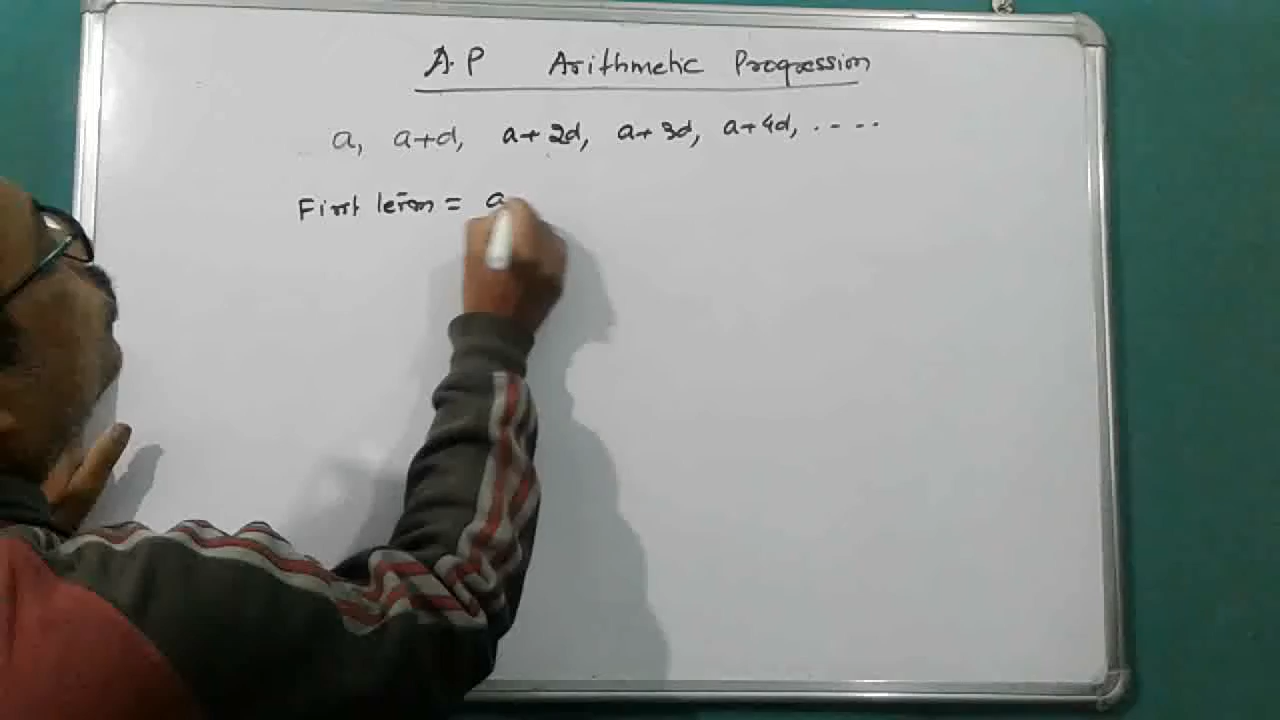 A.P Arithmetic Progression
a, a+d, a+2d, a+3d, a+4d, ....
First term = a